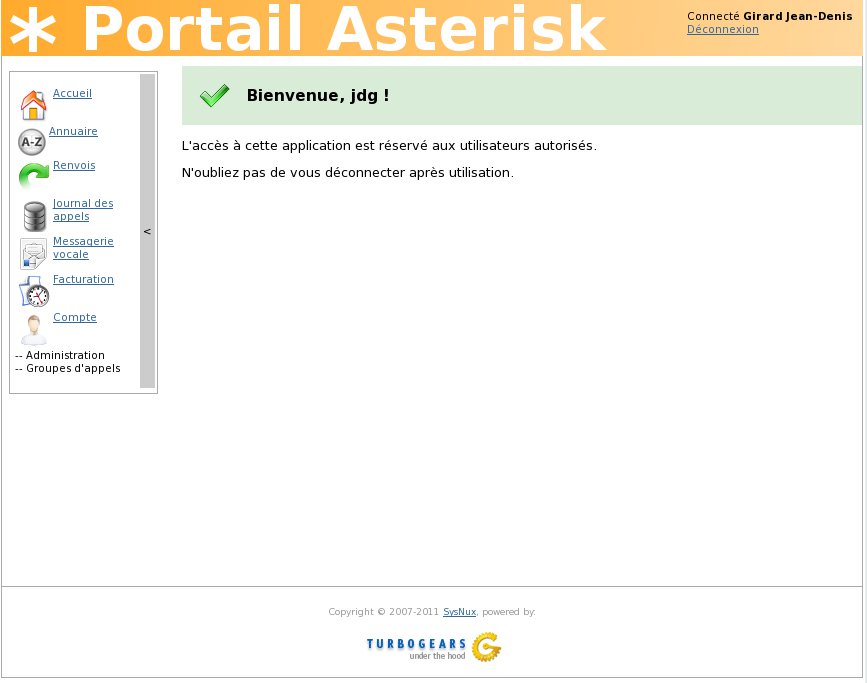 * Portail Asterisk
Connecté Girard Jean-Denis
Déconnexion
Accueil
A-Z
Annuaire
Renvois
Journal des
appels
Messagerie
vocale
Facturation
Compte
-- Administration
-- Groupes d'appels
<
Bienvenue, jdg !
L'accès à cette application est réservé aux utilisateurs autorisés.
N'oubliez pas de vous déconnecter après utilisation.
Copyright © 2007-2011 SysNux, powered by:
TURBOGEARS
under the hood